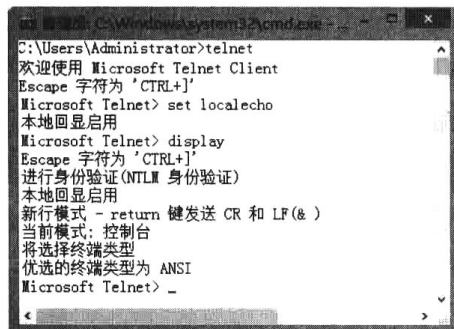 C:\Windows\system32\cmd.exe - ...
C:\Users\Administrator>telnet
欢迎使用 Microsoft Telnet Client
Escape 字符为 'CTRL+]'
Microsoft Telnet> set localecho
本地回显启用
Microsoft Telnet> display
Escape 字符为 'CTRL+]'
进行身份验证(NTLM 身份验证)
本地回显启用
新行模式 - return 键发送 CR 和 LF(& )
当前模式: 控制台
将选择终端类型
优选的终端类型为 ANSI
Microsoft Telnet> _